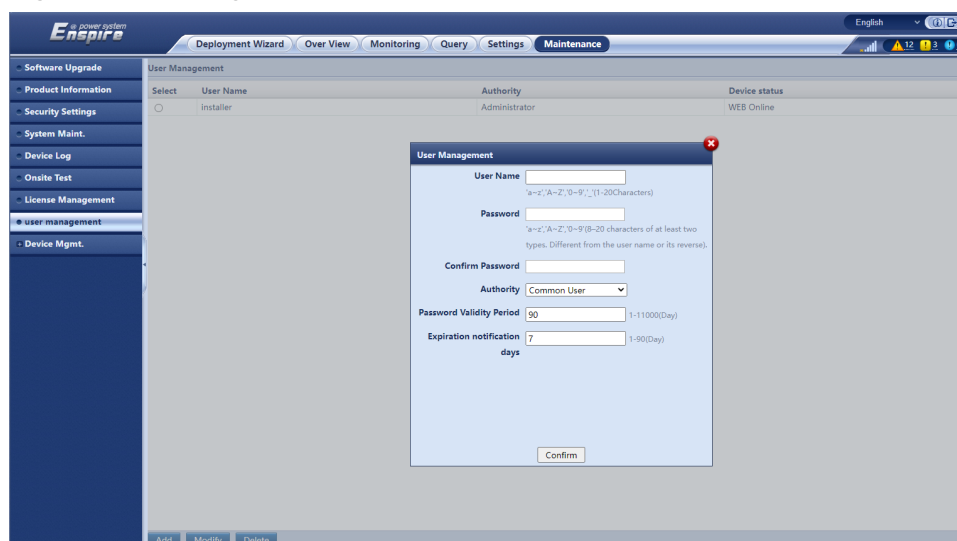 e power system
Enspire
English
Deployment Wizard
Over View
Monitoring
Query
Settings
Maintenance
12
3
Software Upgrade
Product Information
Security Settings
System Maint.
Device Log
Onsite Test
License Management
user management
Device Mgmt.
User Management
Select User Name Authority Device status
installer Administrator WEB Online
User Management
User Name
'a~z','A~Z','0~9','_'(1-20Characters)
Password
'a~z','A~Z','0~9'(8-20 characters of at least two
types. Different from the user name or its reverse).
Confirm Password
Authority Common User
Password Validity Period 90 1-11000(Day)
Expiration notification 7 1-90(Day)
days
Confirm
Add Modify Delete